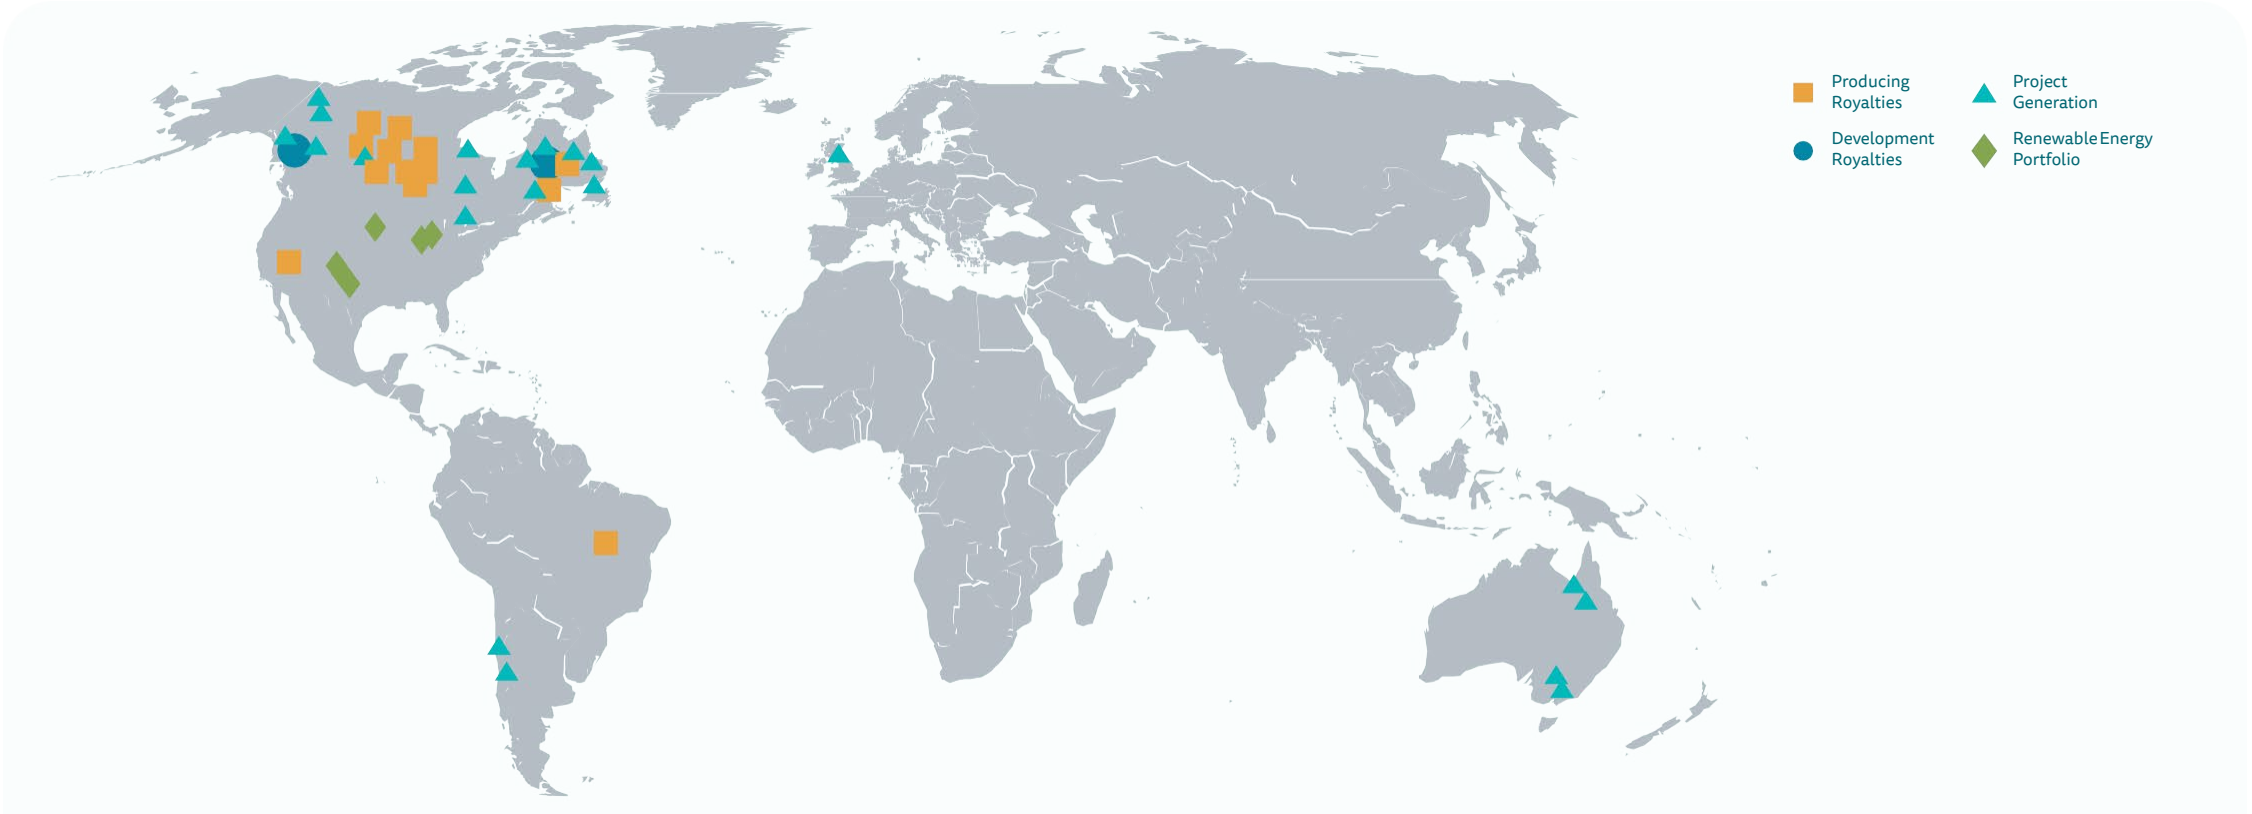 Producing
Royalties
Project
Generation
Development
Royalties
Renewable Energy
Portfolio